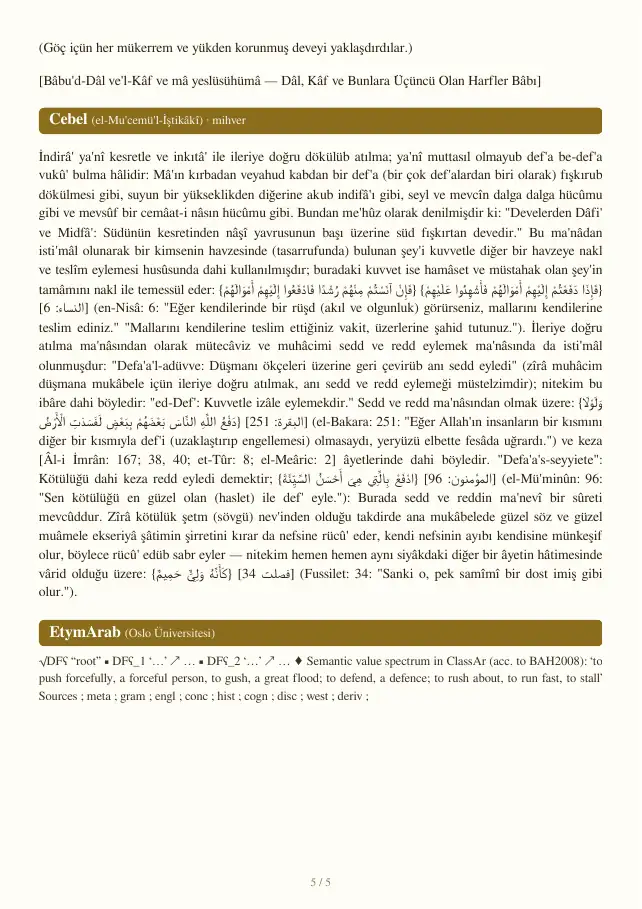 (Göç içün her mükerrem ve yükden korunmuş deveyi yaklaşdırdılar.)
[Bâbu'd-Dâl ve'l-Kâf ve mâ yeslüsühümâ — Dâl, Kâf ve Bunlara Üçüncü Olan Harfler Bâbı]
Cebel (el-Mu'cemü'l-İştikâkî) · mihver
İndirâ' ya'nî kesretle ve inkıtâ' ile ileriye doğru dökülüb atılma; ya'nî muttasıl olmayub def'a be-def'a
vukû' bulma hâlidir: Mâ'ın kırbadan veyahud kabdan bir def'a (bir çok def'alardan biri olarak) fışkırub
dökülmesi gibi, suyun bir yükseklikden diğerine akub indifâ'ı gibi, seyl ve mevcîn dalga dalga hücûmu
gibi ve mevsûf bir cemâat-i nâsın hücûmu gibi. Bundan me'hûz olarak denilmişdir ki: "Develerden Dâfi'
ve Midfâ': Südünün kesretinden nâşî yavrusunun başı üzerine süd fışkırtan devedir." Bu ma'nâdan
isti'mâl olunarak bir kimsenin havzesinde (tasarrufunda) bulunan şey'i kuvvetle diğer bir havzeye nakl
ve teslîm eylemesi husûsunda dahi kullanılmışdır; buradaki kuvvet ise hamâset ve müstahak olan şey'in
tamâmını nakl ile temessül eder: {فَإِنْ آنَسْتُمْ مِنْهُمْ رُشْدًا فَادْفَعُوا إِلَيْهِمْ أَمْوَالَهُمْ} {فَإِذَا دَفَعْتُمْ إِلَيْهِمْ أَمْوَالَهُمْ فَأَشْهِدُوا عَلَيْهِمْ}
[النساء: 6] (en-Nisâ: 6: "Eğer kendilerinde bir rüşd (akıl ve olgunluk) görürseniz, mallarını kendilerine
teslim ediniz." "Mallarını kendilerine teslim ettiğiniz vakit, üzerlerine şahid tutunuz."). İleriye doğru
atılma ma'nâsından olarak mütecâviz ve muhâcimi sedd ve redd eylemek ma'nâsında da isti'mâl
olunmuşdur: "Defa'a'l-adüvve: Düşmanı ökçeleri üzerine geri çevirüb anı sedd eyledi" (zîrâ muhâcim
düşmana mukâbele için ileriye doğru atılmak, anı sedd ve redd eylemeği müstelzimdir); nitekim bu
ibâre dahi böyledir: "ed-Def': Kuvvetle izâle eylemekdir." Sedd ve redd ma'nâsından olmak üzere: {وَلَوْلَا
دَفْعُ اللَّهِ النَّاسَ بَعْضَهُمْ بِبَعْضٍ لَفَسَدَتِ الْأَرْضُ} [البقرة: 251] (el-Bakara: 251: "Eğer Allah'ın insanların bir kısmını
diğer bir kısmıyla def'i (uzaklaştırıp engellemesi) olmasaydı, yeryüzü elbette fesâda uğrardı.") ve keza
[Âl-i İmrân: 167; 38, 40; et-Tûr: 8; el-Meâric: 2] âyetlerinde dahi böyledir. "Defa'a's-seyyiete":
Kötülüğü dahi keza redd eyledi demektir; {ادْفَعْ بِالَّتِي هِيَ أَحْسَنُ السَّيِّئَةَ} [المؤمنون: 96] (el-Mü'minûn: 96:
"Sen kötülüğü en güzel olan (haslet) ile def' eyle."): Burada sedd ve reddin ma'nevî bir sûreti
mevcûddur. Zîrâ kötülük şetm (sövgü) nev'inden olduğu takdirde ana mukâbelede güzel söz ve güzel
muâmele ekseriyâ şâtimin şirretini kırar da nefsine rücû' eder, kendi nefsinin ayıbı kendisine münkeşif
olur, böylece rücû' edüb sabr eyler — nitekim hemen hemen aynı siyâkdaki diğer bir âyetin hâtimesinde
vârid olduğu üzere: {كَأَنَّهُ وَلِيٌّ حَمِيمٌ} [فصلت 34] (Fussilet: 34: "Sanki o, pek samîmî bir dost imiş gibi
olur.").
EtymArab (Oslo Üniversitesi)
√DFʕ “root” ▪ DFʕ_1 ‘…’ ↗ … ▪ DFʕ_2 ‘…’ ↗ … ♦ Semantic value spectrum in ClassAr (acc. to BAH2008): ‘to
push forcefully, a forceful person, to gush, a great flood; to defend, a defence; to rush about, to run fast, to stall’
Sources ; meta ; gram ; engl ; conc ; hist ; cogn ; disc ; west ; deriv ;
5 / 5